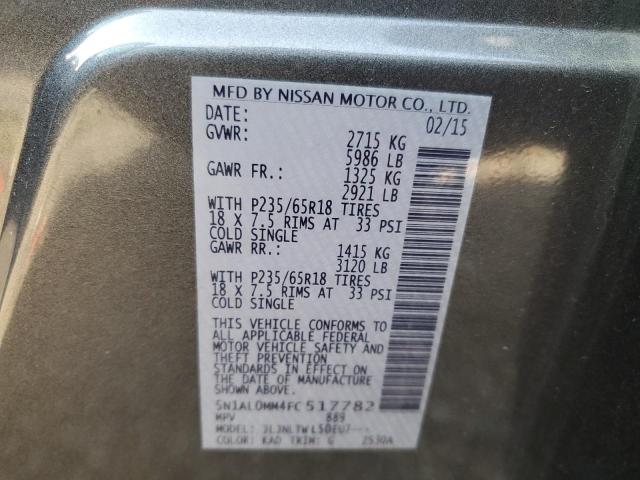 MFD BY NISSAN MOTOR CO., LTD.
DATE: 02/15
GVWR: 2715 KG
5986 LB
GAWR FR.: 1325 KG
2921 LB
WITH P235/65R18 TIRES
18 X 7.5 RIMS AT 33 PSI
COLD SINGLE
GAWR RR.: 1415 KG
3120 LB
WITH P235/65R18 TIRES
18 X 7.5 RIMS AT 33 PSI
COLD SINGLE
THIS VEHICLE CONFORMS TO
ALL APPLICABLE FEDERAL
MOTOR VEHICLE SAFETY AND
THEFT PREVENTION
STANDARDS IN EFFECT ON
THE DATE OF MANUFACTURE
SHOWN ABOVE.
5N1AL0MM4FC517782
MPV 889
MODEL:
COLOR: KAD TRIM: G 2530A